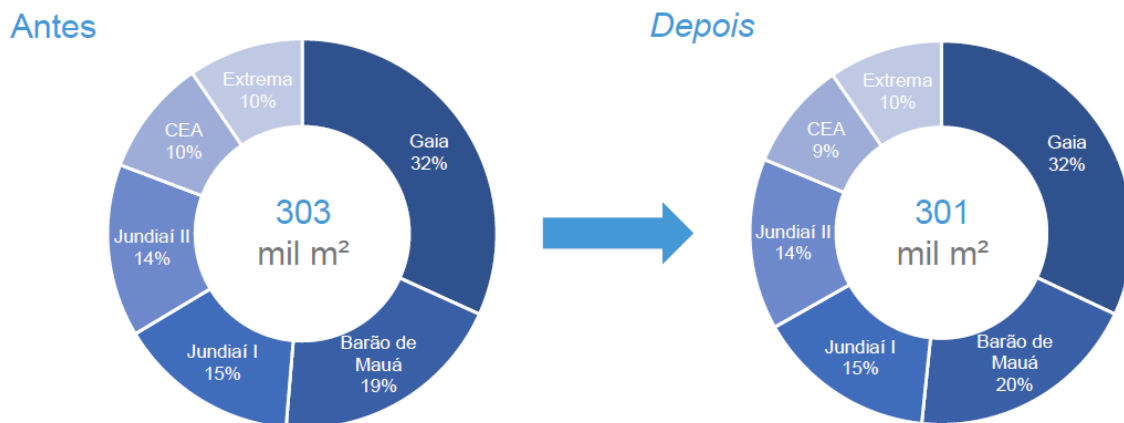 Antes
Extrema
10%
CEA
10%
Gaia
32%
Jundiaí II
14%
Jundiaí I
15%
Barão de
Mauá
19%
303
mil m²
Depois
Extrema
10%
CEA
9%
Gaia
32%
Jundiaí II
14%
Jundiaí I
15%
Barão de
Mauá
20%
301
mil m²